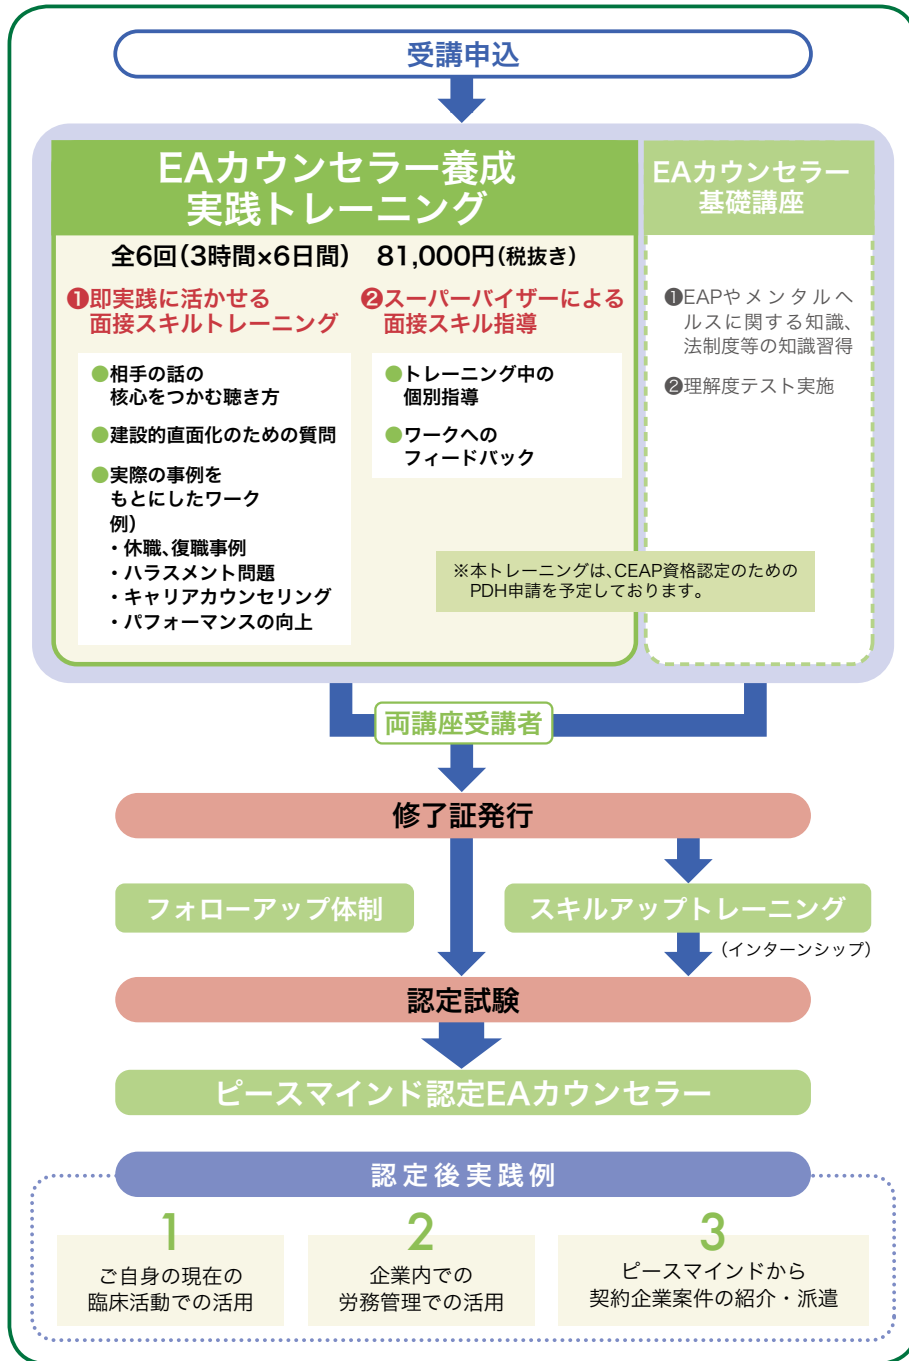 受講申込
EAカウンセラー養成
実践トレーニング
全6回(3時間×6日間) 81,000円(税抜き)
❶即実践に活かせる
面接スキルトレーニング
●相手の話の
核心をつかむ聴き方
●建設的直面化のための質問
●実際の事例を
もとにしたワーク
例)
・休職、復職事例
・ハラスメント問題
・キャリアカウンセリング
・パフォーマンスの向上
❷スーパーバイザーによる
面接スキル指導
●トレーニング中の
個別指導
●ワークへの
フィードバック
EAカウンセラー
基礎講座
❶EAPやメンタルヘ
ルスに関する知識、
法制度等の知識習得
❷理解度テスト実施
※本トレーニングは、CEAP資格認定のための
PDH申請を予定しております。
両講座受講者
修了証発行
フォローアップ体制
スキルアップトレーニング
(インターンシップ)
認定試験
ピースマインド認定EAカウンセラー
認定後実践例
1
ご自身の現在の
臨床活動での活用
2
企業内での
労務管理での活用
3
ピースマインドから
契約企業案件の紹介・派遣